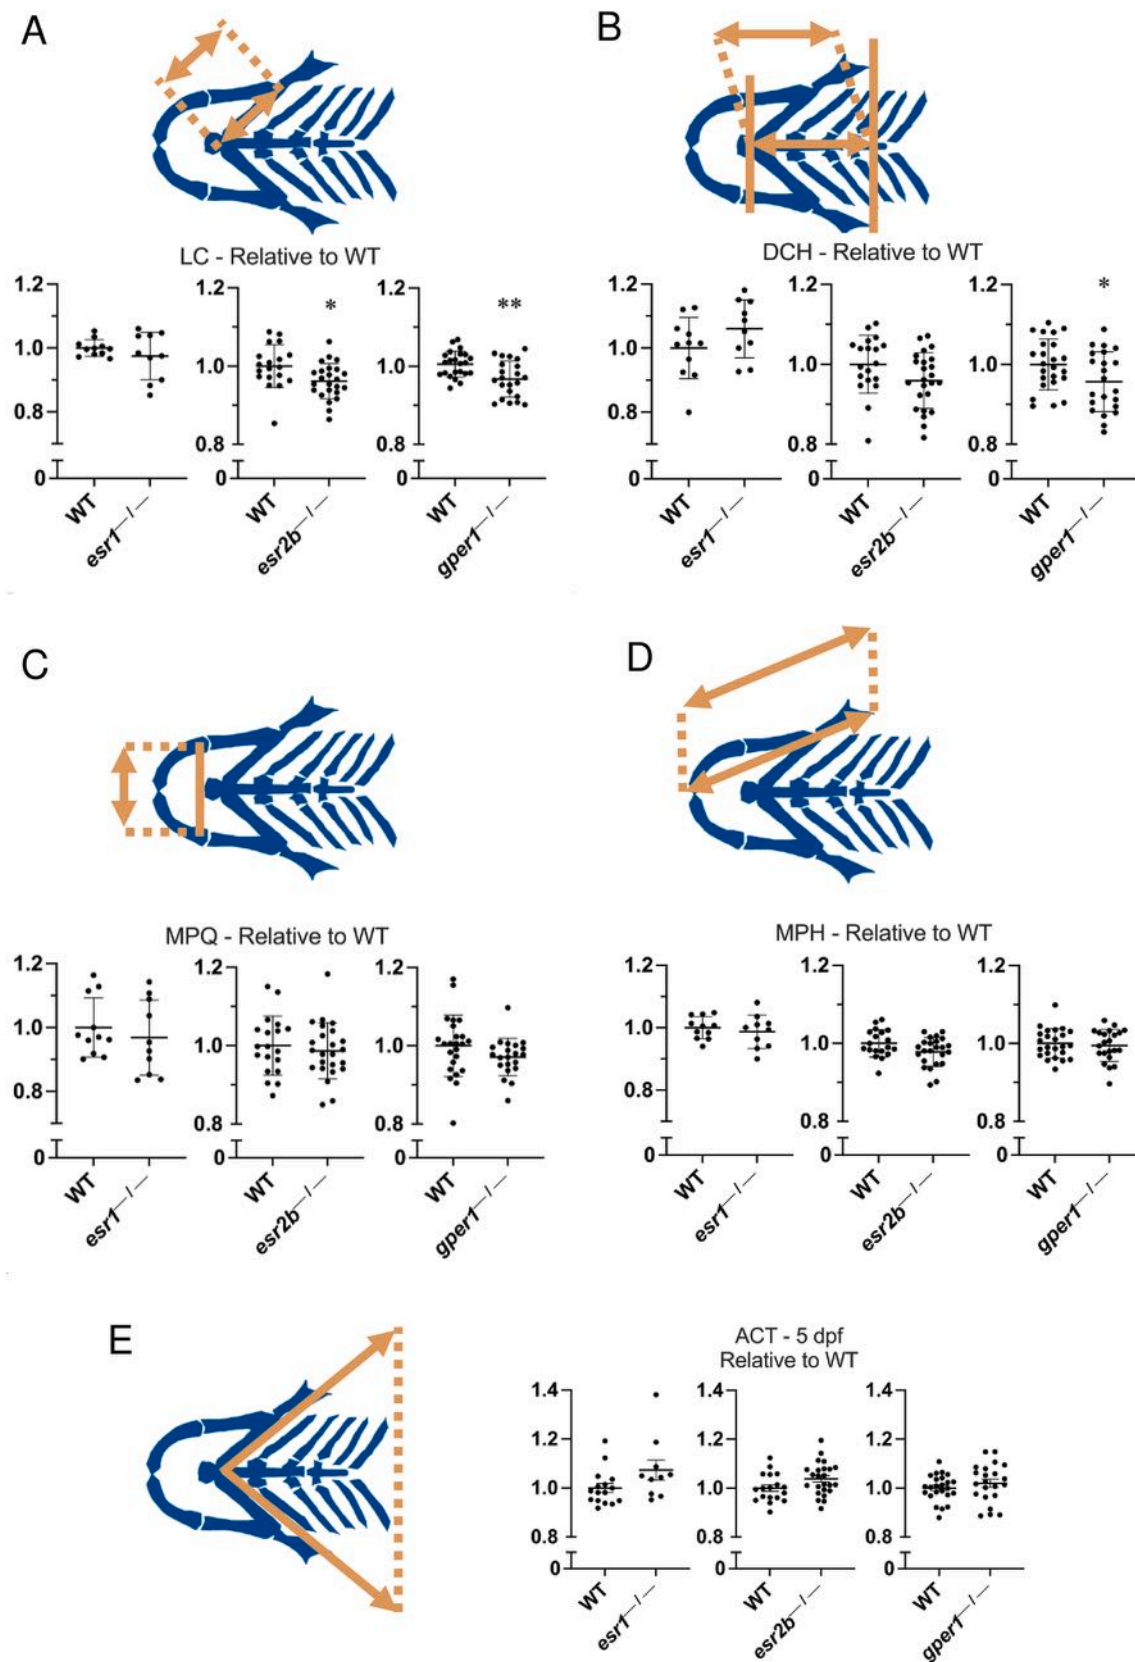 A
B
LC - Relative to WT
DCH - Relative to WT
1.2 1.2 1.2
1.0 1.0 1.0
0.8 0.8 0.8
0 0 0
* **
WT esr1—/— WT esr2b—/— WT gper1—/—
1.2 1.2 1.2
1.0 1.0 1.0
0.8 0.8 0.8
0 0 0
*
WT esr1—/— WT esr2b—/— WT gper1—/—
C
D
MPQ - Relative to WT
MPH - Relative to WT
1.2 1.2 1.2
1.0 1.0 1.0
0.8 0.8 0.8
0 0 0
WT esr1—/— WT esr2b—/— WT gper1—/—
1.2 1.2 1.2
1.0 1.0 1.0
0.8 0.8 0.8
0 0 0
WT esr1—/— WT esr2b—/— WT gper1—/—
E
ACT - 5 dpf
Relative to WT
1.4 1.4 1.4
1.2 1.2 1.2
1.0 1.0 1.0
0.8 0.8 0.8
0 0 0
WT esr1—/— WT esr2b—/— WT gper1—/—